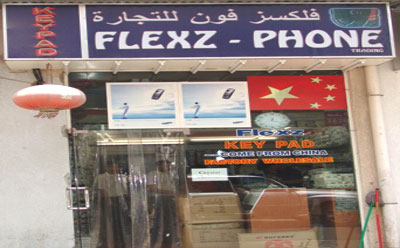 فلكسز فون للتجارة
KEYPAD
FLEXZ - PHONE
TRADING
Flexz
KEY PAD
COME FROM CHINA
FACTORY WHOLESALE